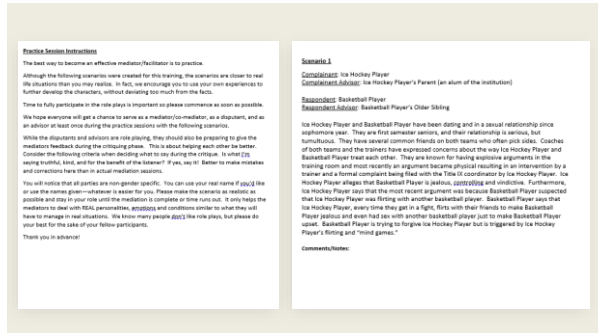 Practice Session Instructions
The best way to become an effective mediator/facilitator is to practice.
Although the following scenarios were created for this training, the scenarios are closer to real
life situations than you may realize. In fact, we encourage you to use your own experiences to
further develop the characters, without deviating too much from the facts.
Time to fully participate in the role plays is important so please commence as soon as possible.
We hope everyone will get a chance to serve as a mediator/co-mediator, as a disputant, and as
an advisor at least once during the practice sessions with the following scenarios.
While the disputants and advisors are role playing, they should also be preparing to give the
mediators feedback during the critiquing phase. This is about helping each other be better.
Consider the following criteria when deciding what to say during the critique. Is what I'm
saying truthful, kind, and for the benefit of the listener? If yes, say it! Better to make mistakes
and corrections here than in actual mediation sessions.
You will notice that all parties are non-gender specific. You can use your real name if you'd like
or use the names given—whatever is easier for you. Please make the scenario as realistic as
possible and stay in your role until the mediation is complete or time runs out. It only helps the
mediators to deal with REAL personalities, emotions and conditions similar to what they will
have to manage in real situations. We know many people don't like role plays, but please do
your best for the sake of your fellow participants.
Thank you in advance!
Scenario 1
Complainant: Ice Hockey Player
Complainant Advisor: Ice Hockey Player's Parent (an alum of the institution)
Respondent: Basketball Player
Respondent Advisor: Basketball Player's Older Sibling
Ice Hockey Player and Basketball Player have been dating and in a sexual relationship since
sophomore year. They are first semester seniors, and their relationship is serious, but
tumultuous. They have several common friends on both teams who often pick sides. Coaches
of both teams and the trainers have expressed concerns about the way Ice Hockey Player and
Basketball Player treat each other. They are known for having explosive arguments in the
training room and most recently an argument became physical resulting in an intervention by a
trainer and a formal complaint being filed with the Title IX coordinator by Hockey Player. Ice
Hockey Player alleges that Basketball Player is jealous, controlling and vindictive. Furthermore,
Ice Hockey Player says that the most recent argument was because Basketball Player suspected
that Ice Hockey Player was flirting with another basketball player. Basketball Player says that
Ice Hockey Player, every time they get in a fight, flirts with their friends to make Basketball
Player jealous and even had sex with another basketball player just to make Basketball Player
upset. Basketball Player is trying to forgive Ice Hockey Player but is triggered by Ice Hockey
Player's flirting and "mind games."
Comments/Notes: